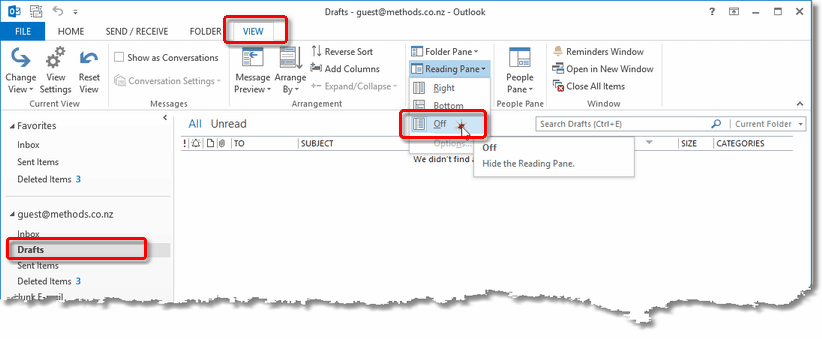 Drafts - guest@methods.co.nz - Outlook
FILE HOME SEND / RECEIVE FOLDER VIEW
Change View
View Settings
Reset View
Current View
Show as Conversations
Conversation Settings
Messages
Message Preview
Arrange By
Reverse Sort
Add Columns
Expand/Collapse
Arrangement
Folder Pane
Reading Pane
Right
Bottom
Off
Options...
People Pane
People Pane
Reminders Window
Open in New Window
Close All Items
Window
Off
Hide the Reading Pane.
Favorites
Inbox
Sent Items
Deleted Items 3
guest@methods.co.nz
Inbox
Drafts
Sent Items
Deleted Items 3
Junk E-mail
All Unread
Search Drafts (Ctrl+E)
Current Folder
! TO SUBJECT SIZE CATEGORIES
We didn't find